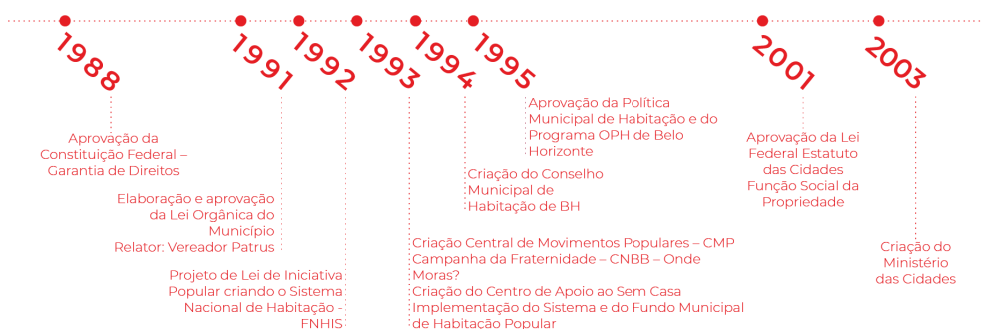 1988
Aprovação da
Constituição Federal –
Garantia de Direitos
1991
Elaboração e aprovação
da Lei Orgânica do
Município
Relator: Vereador Patrus
1992
Projeto de Lei de Iniciativa
Popular criando o Sistema
Nacional de Habitação -
FNHIS
1993
Criação Central de Movimentos Populares – CMP
Campanha da Fraternidade – CNBB – Onde
Moras?
Criação do Centro de Apoio ao Sem Casa
Implementação do Sistema e do Fundo Municipal
de Habitação Popular
1994
Criação do Conselho
Municipal de
Habitação de BH
1995
Aprovação da Política
Municipal de Habitação e do
Programa OPH de Belo
Horizonte
2001
Aprovação da Lei
Federal Estatuto
das Cidades
Função Social da
Propriedade
2003
Criação do
Ministério
das Cidades